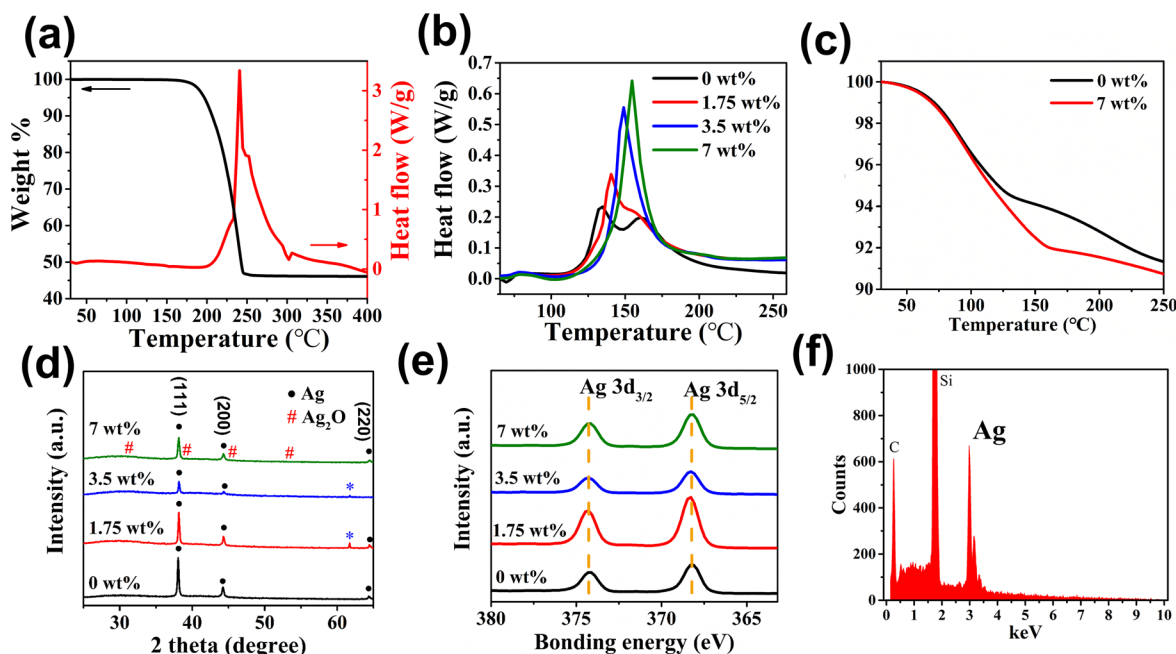 (a)
100
90
80
70
60
50
40
Weight %
50 100 150 200 250 300 350 400
Temperature (℃)
3
2
1
0
Heat flow (W/g)
(b)
0.7
0.6
0.5
0.4
0.3
0.2
0.1
0.0
Heat flow (W/g)
0 wt%
1.75 wt%
3.5 wt%
7 wt%
100 150 200 250
Temperature (℃)
(c)
100
98
96
94
92
90
0 wt%
7 wt%
50 100 150 200 250
Temperature (℃)
(d)
Intensity (a.u.)
(111)
(200)
(220)
• Ag
# Ag₂O
7 wt%
# # # #
3.5 wt%
*
1.75 wt%
*
0 wt%
30 40 50 60
2 theta (degree)
(e)
Intensity (a.u.)
Ag 3d3/2 Ag 3d5/2
7 wt%
3.5 wt%
1.75 wt%
0 wt%
380 375 370 365
Bonding energy (eV)
(f)
1000
800
600
400
200
0
Counts
C
Si
Ag
0 1 2 3 4 5 6 7 8 9 10
keV